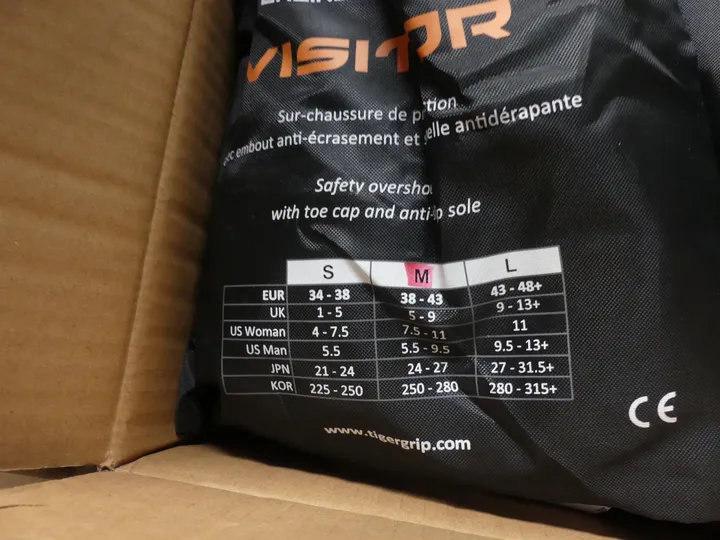 VISITOR
Sur-chaussure de
embout anti-écrasement et antidérapante
Safety
with toe cap and sole
S M L
EUR 34 - 38 38 - 43 43 - 48+
UK 1 - 5 5 - 9 9 - 13+
US Woman 4 - 7.5 7.5 - 11 11
US Man 5.5 5.5 - 9.5 9.5 - 13+
JPN 21 - 24 24 - 27 27 - 31.5+
KOR 225 - 250 250 - 280 280 - 315+
CE
www.tigergrip.com